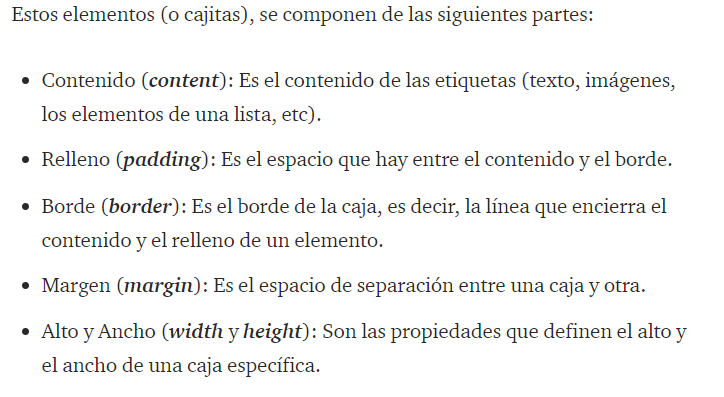 Estos elementos (o cajitas), se componen de las siguientes partes:
• Contenido (content): Es el contenido de las etiquetas (texto, imágenes,
los elementos de una lista, etc).
• Relleno (padding): Es el espacio que hay entre el contenido y el borde.
• Borde (border): Es el borde de la caja, es decir, la línea que encierra el
contenido y el relleno de un elemento.
• Margen (margin): Es el espacio de separación entre una caja y otra.
• Alto y Ancho (width y height): Son las propiedades que definen el alto y
el ancho de una caja específica.